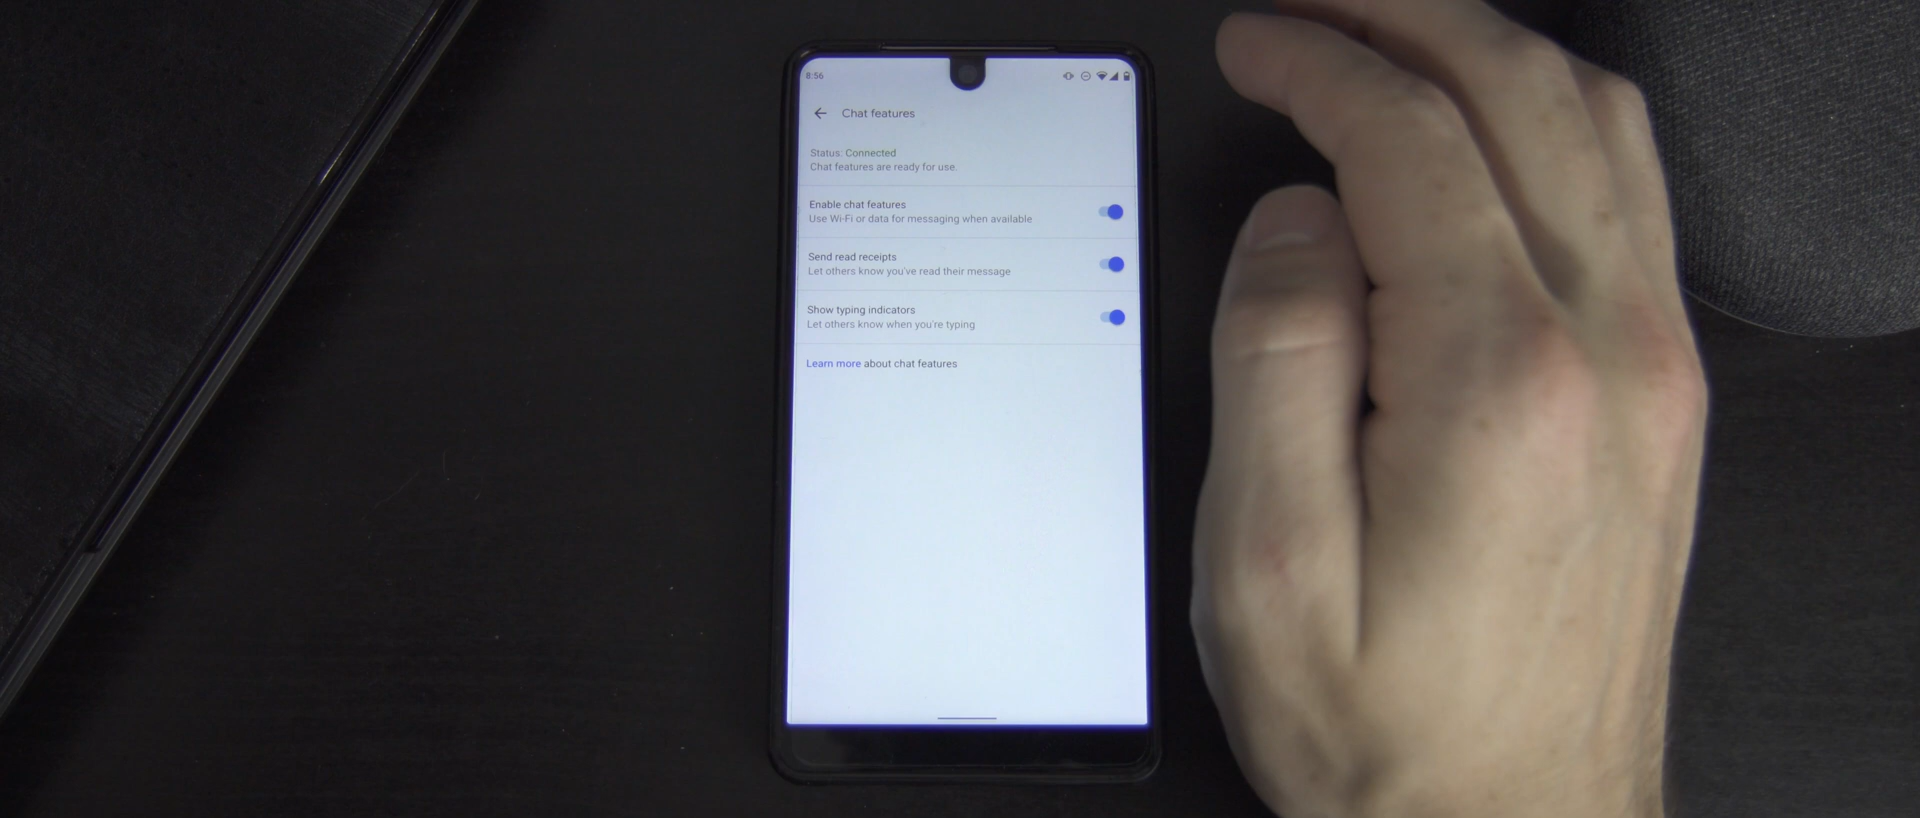 8:56
Chat features
Status: Connected
Chat features are ready for use.
Enable chat features
Use Wi-Fi or data for messaging when available
Send read receipts
Let others know you've read their message
Show typing indicators
Let others know when you're typing
Learn more about chat features